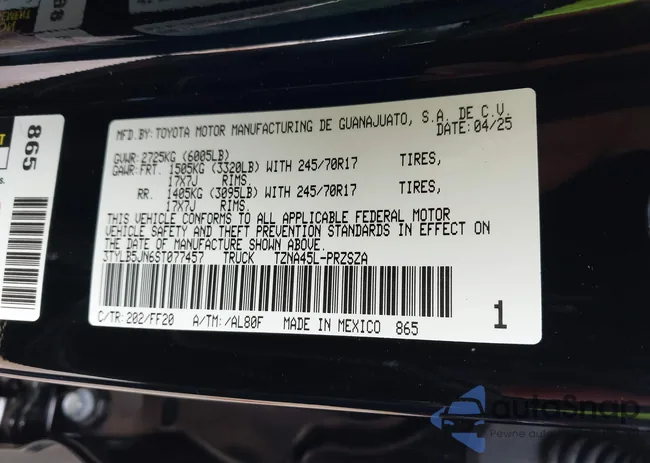 MFD.BY: TOYOTA MOTOR MANUFACTURING DE GUANAJUATO, S.A. DE C.V.
DATE: 04/25
GVWR: 2725KG (6005LB)
GAWR:FRT. 1505KG (3320LB) WITH 245/70R17 TIRES,
17X7J RIMS.
RR. 1405KG (3095LB) WITH 245/70R17 TIRES,
17X7J RIMS.
THIS VEHICLE CONFORMS TO ALL APPLICABLE FEDERAL MOTOR
VEHICLE SAFETY AND THEFT PREVENTION STANDARDS IN EFFECT ON
THE DATE OF MANUFACTURE SHOWN ABOVE.
3TYLB5JN6ST077457 TRUCK TZNA45L-PRZSZA
C/TR: 202/FF20 A/TM: /AL80F MADE IN MEXICO 865
1
865
autoSnap